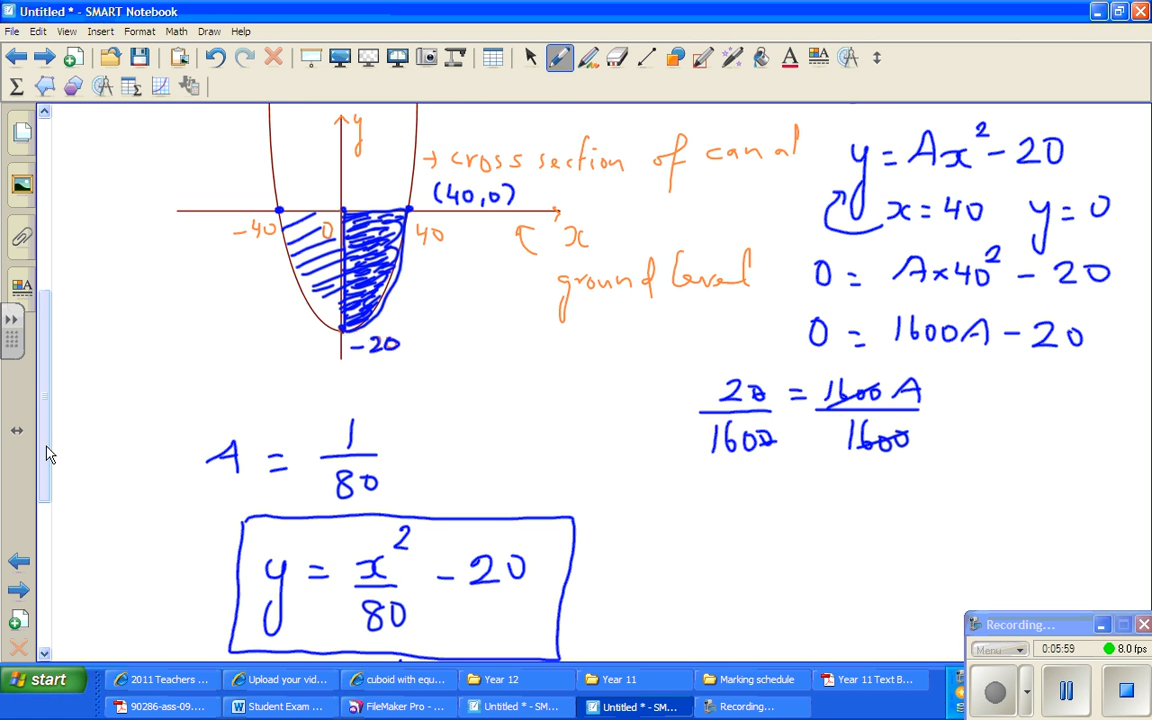 Untitled * - SMART Notebook
File Edit View Insert Format Math Draw Help
y
→ cross section of canal
(40,0)
-40 0 40 x
ground level
-20
y = Ax² - 20
x = 40 y = 0
0 = A×40² - 20
0 = 1600A - 20
20/1600 = 1600A/1600
A = 1/80
y = x²/80 - 20
Recording...
Menu 0:05:59 8.0 fps
start
2011 Teachers ... Upload your vid... cuboid with equ... Year 12 Year 11 Marking schedule Year 11 Text B...
90286-ass-09.... Student Exam ... FileMaker Pro - ... Untitled * - SM... Untitled * - SM... Recording...